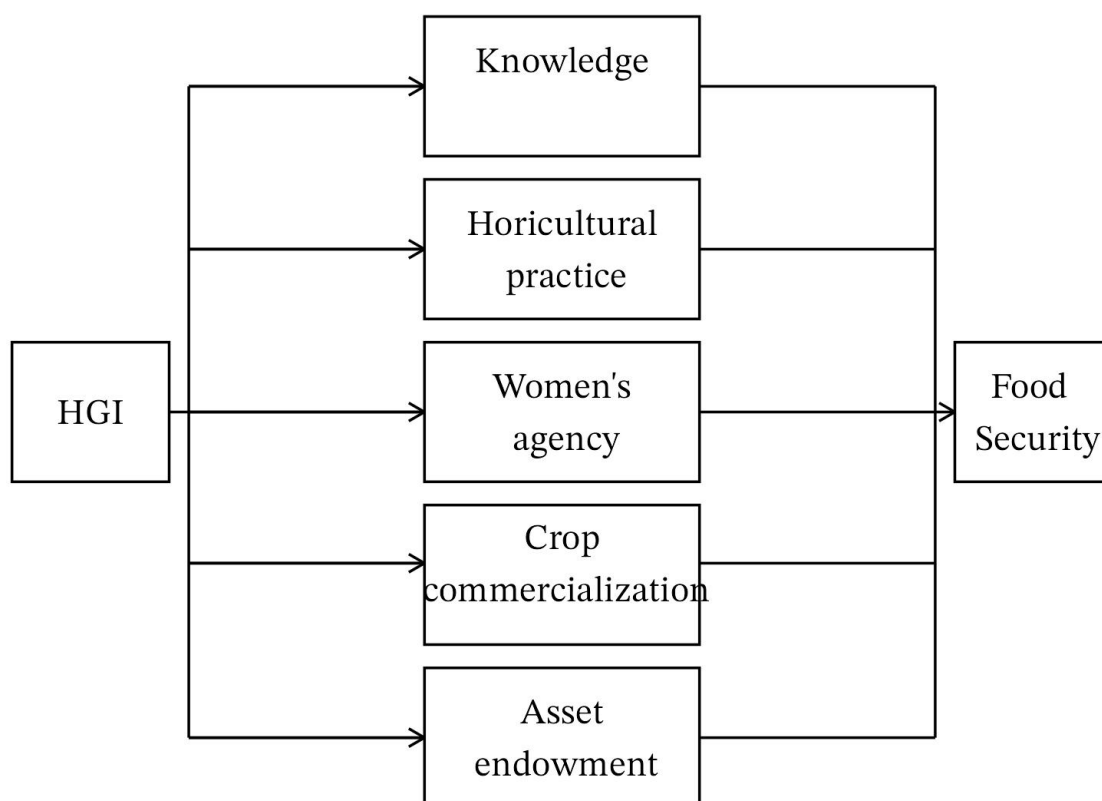 Knowledge
Horicultural
practice
HGI
Women's
agency
Food
Security
Crop
commercialization
Asset
endowment